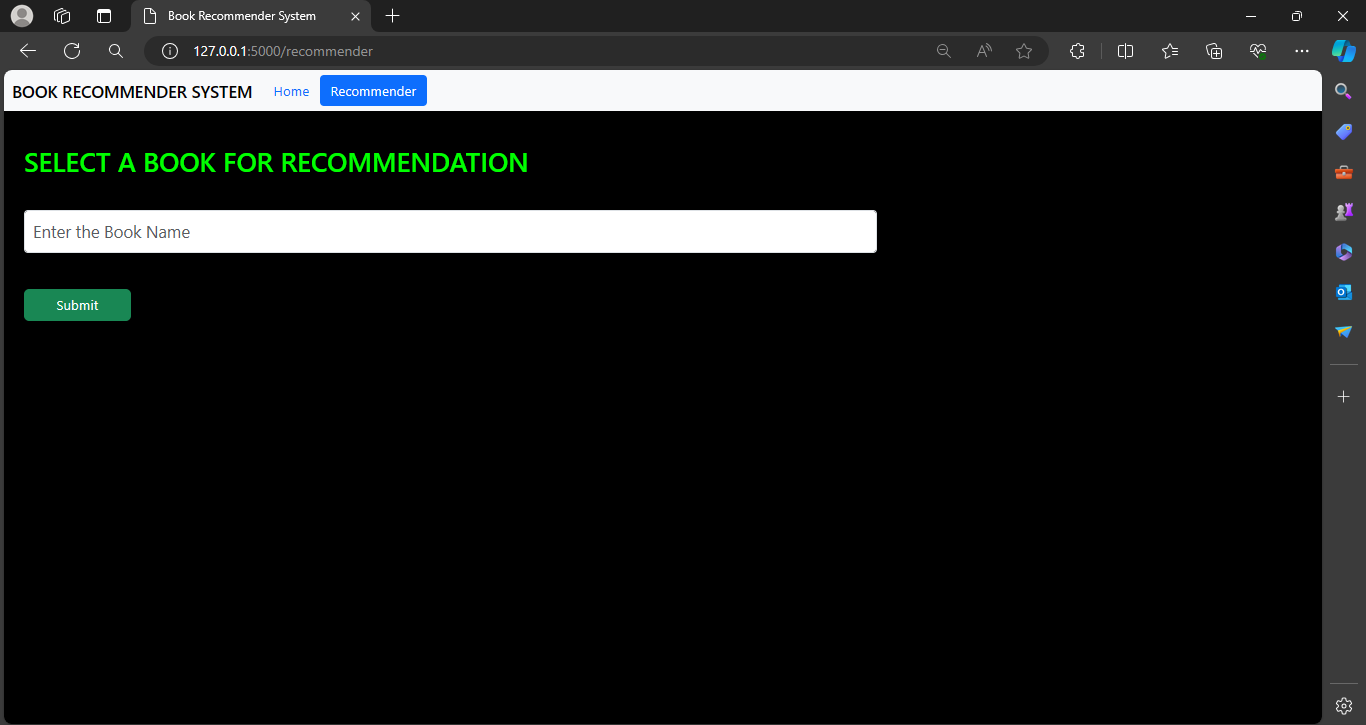 Book Recommender System
127.0.0.1:5000/recommender
BOOK RECOMMENDER SYSTEM Home Recommender
SELECT A BOOK FOR RECOMMENDATION
Enter the Book Name
Submit